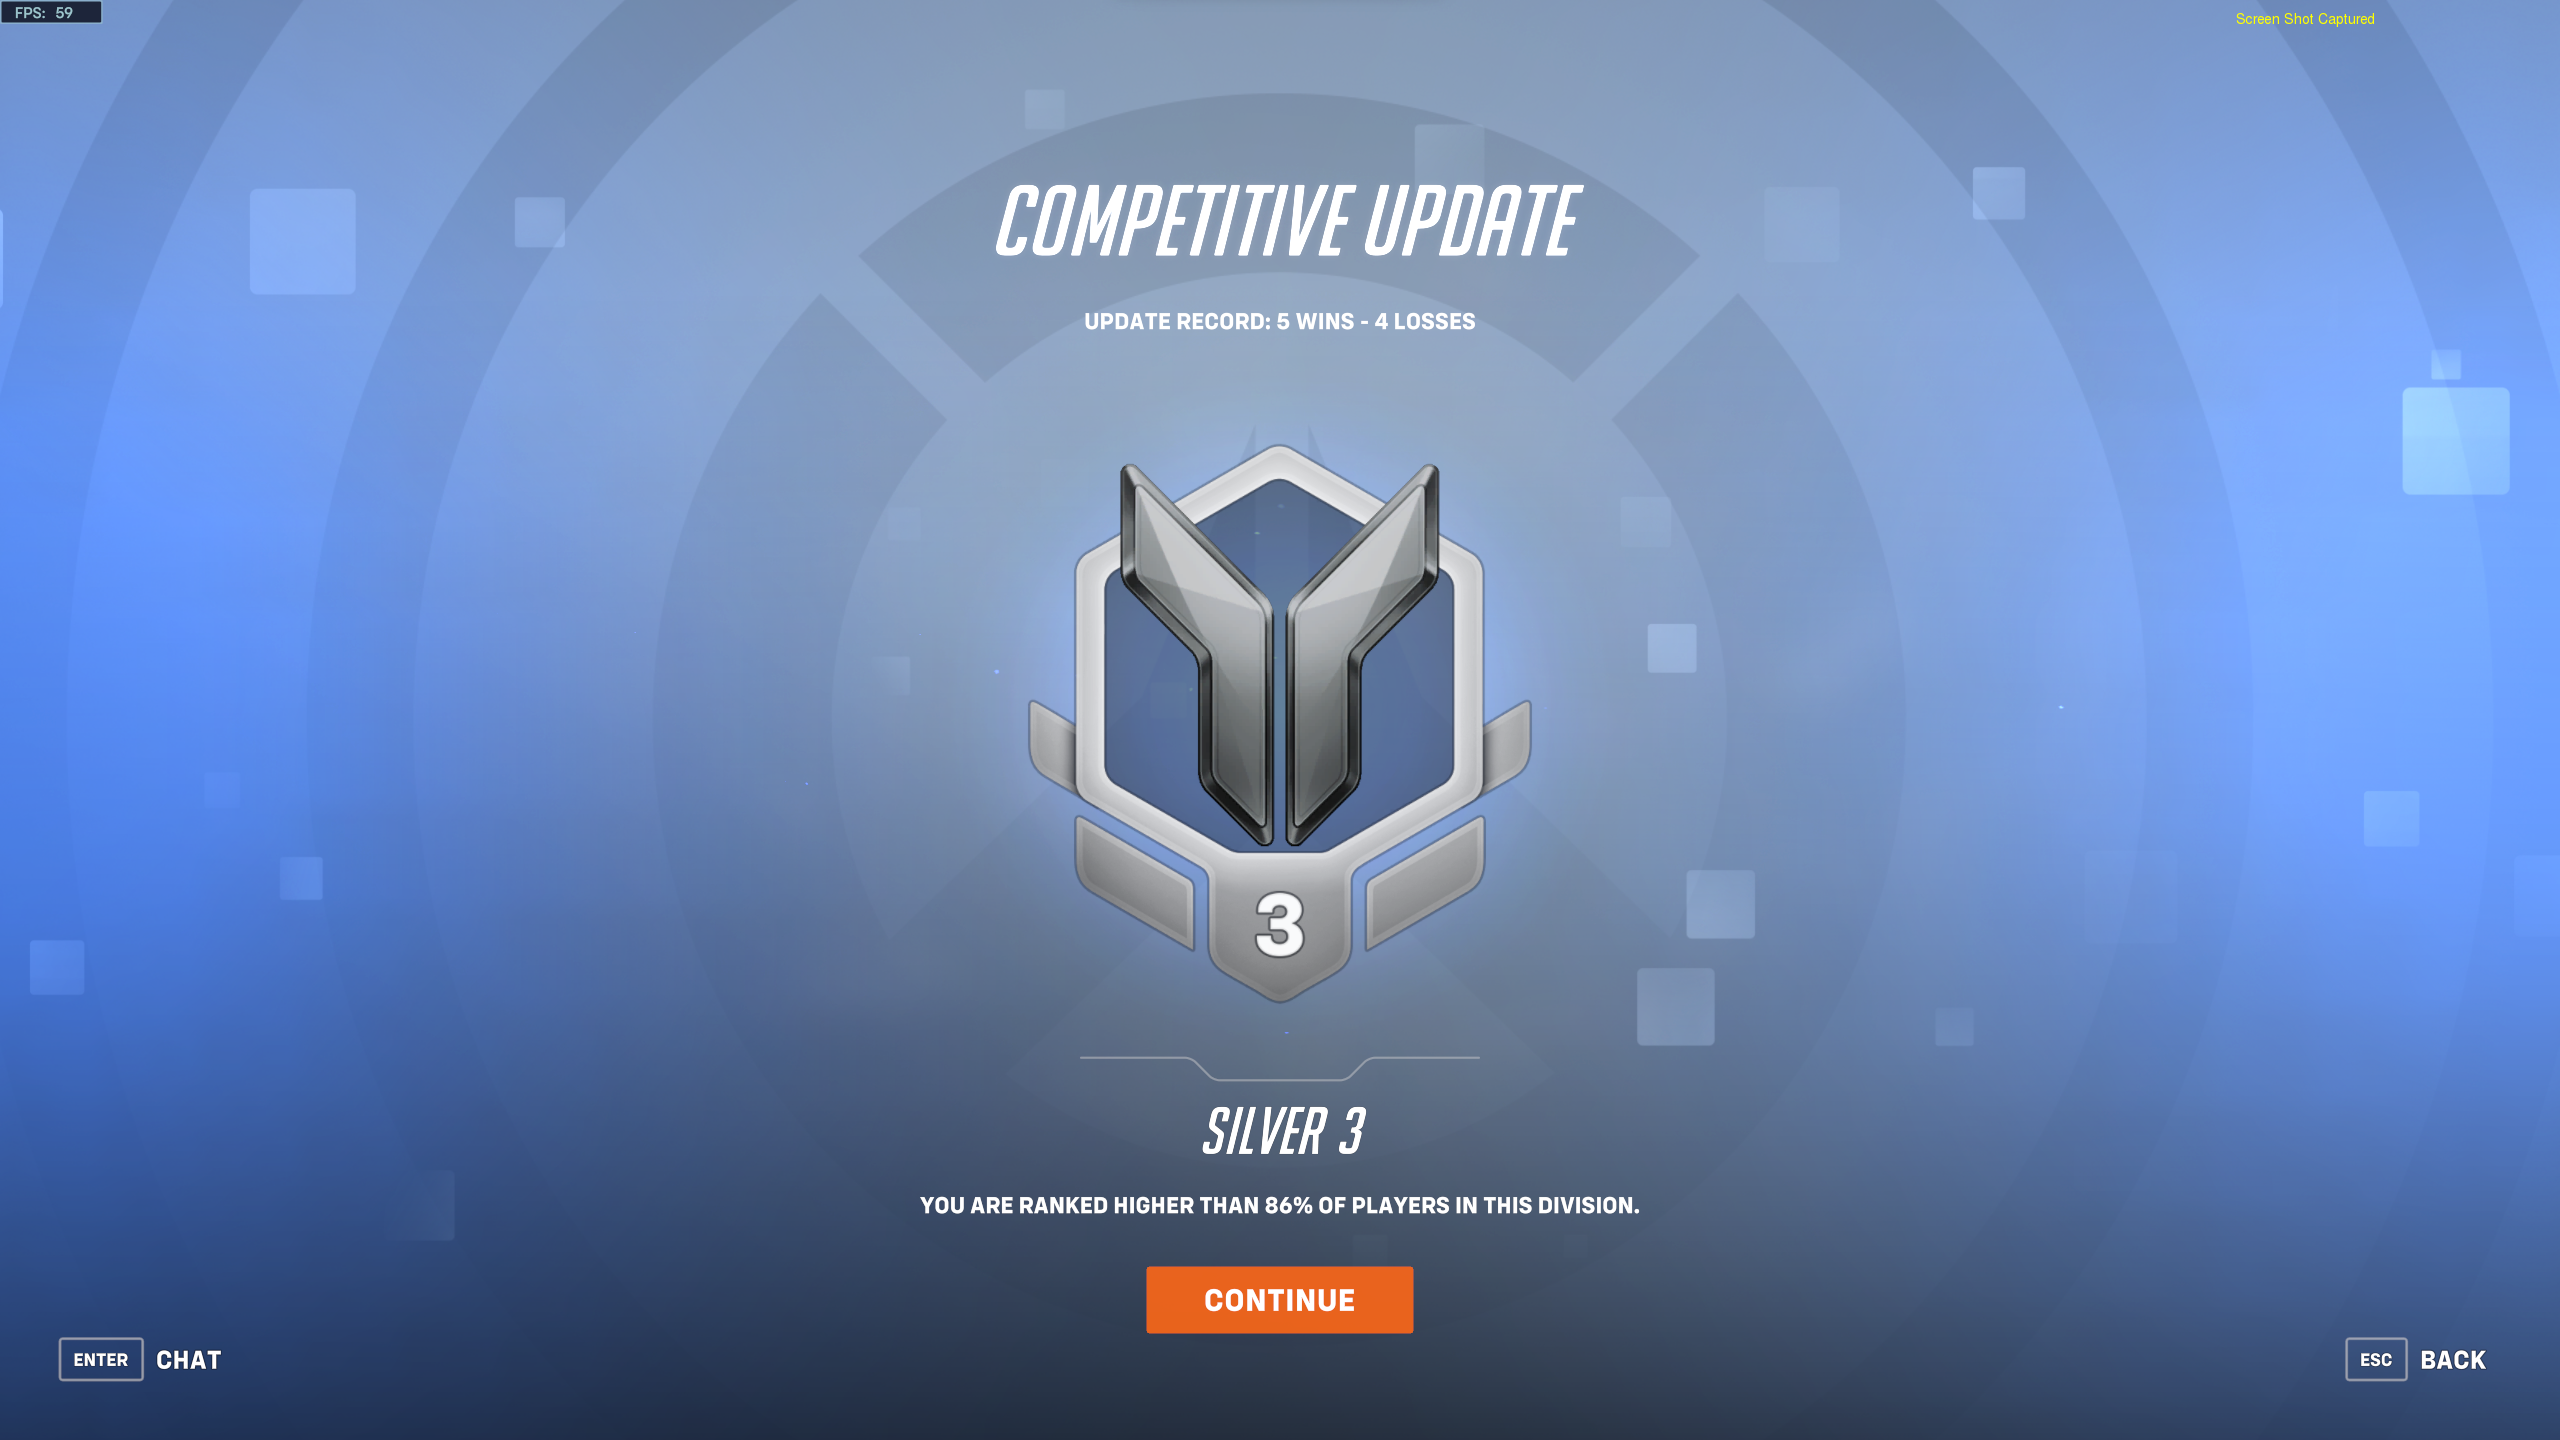 FPS: 59
Screen Shot Captured
COMPETITIVE UPDATE
UPDATE RECORD: 5 WINS - 4 LOSSES
3
SILVER 3
YOU ARE RANKED HIGHER THAN 86% OF PLAYERS IN THIS DIVISION.
CONTINUE
ENTER CHAT
ESC BACK